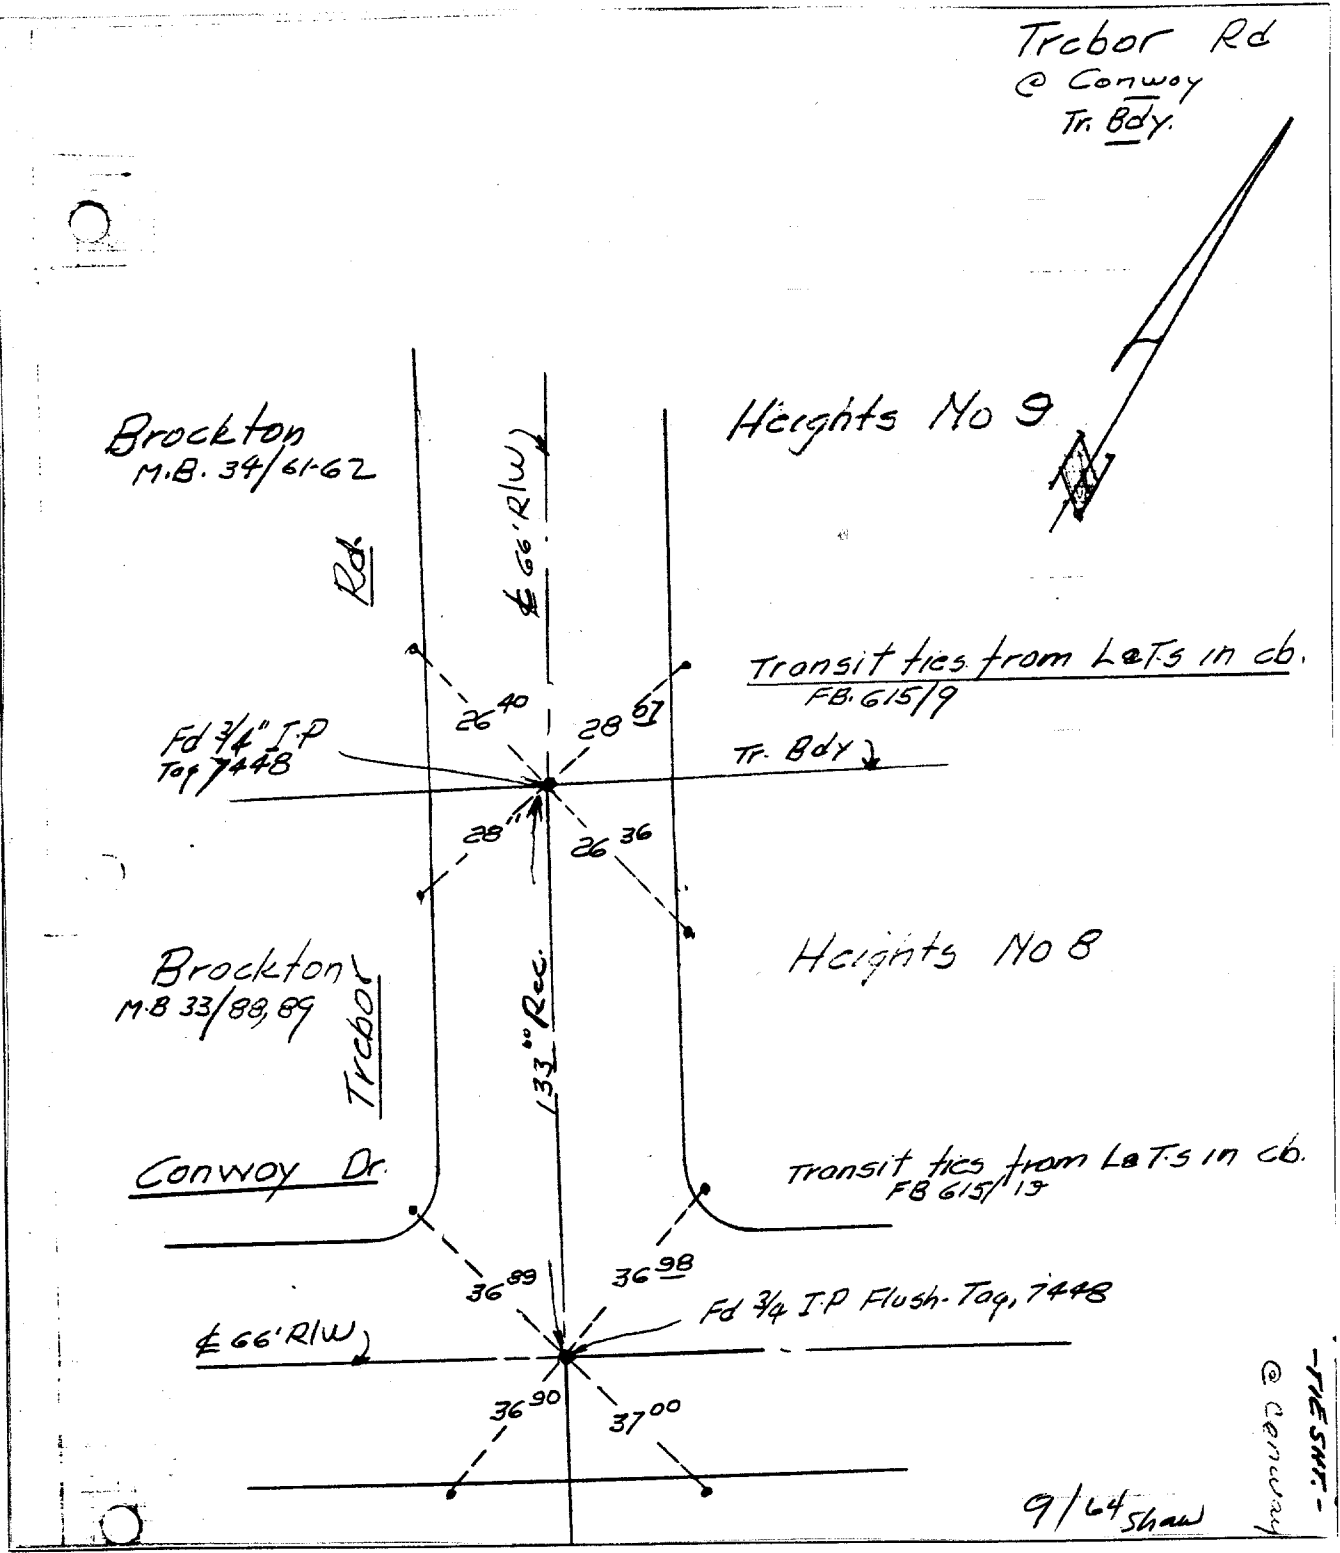 Trebor Rd
@ Conway
Tr. Bdy.
Brockton
M.B. 34/61-62
Heights No 9
Rd.
℄ 66' R/W
Transit ties from L&T.s in cb.
FB. 615/9
26 40
28 67
Fd 3/4" I.P
Tag 7448
Tr. Bdy
28
26 36
Brockton
M.B 33/88,89
Heights No 8
Trebor
133.00 Rec.
Conway Dr.
Transit ties from L&T.s in cb.
FB 615/13
36 89
36 98
Fd 3/4 I.P Flush-Tag, 7448
℄ 66' R/W
36 90
37 00
-TIE SHT.-
@ Conway
9/64 Shaw